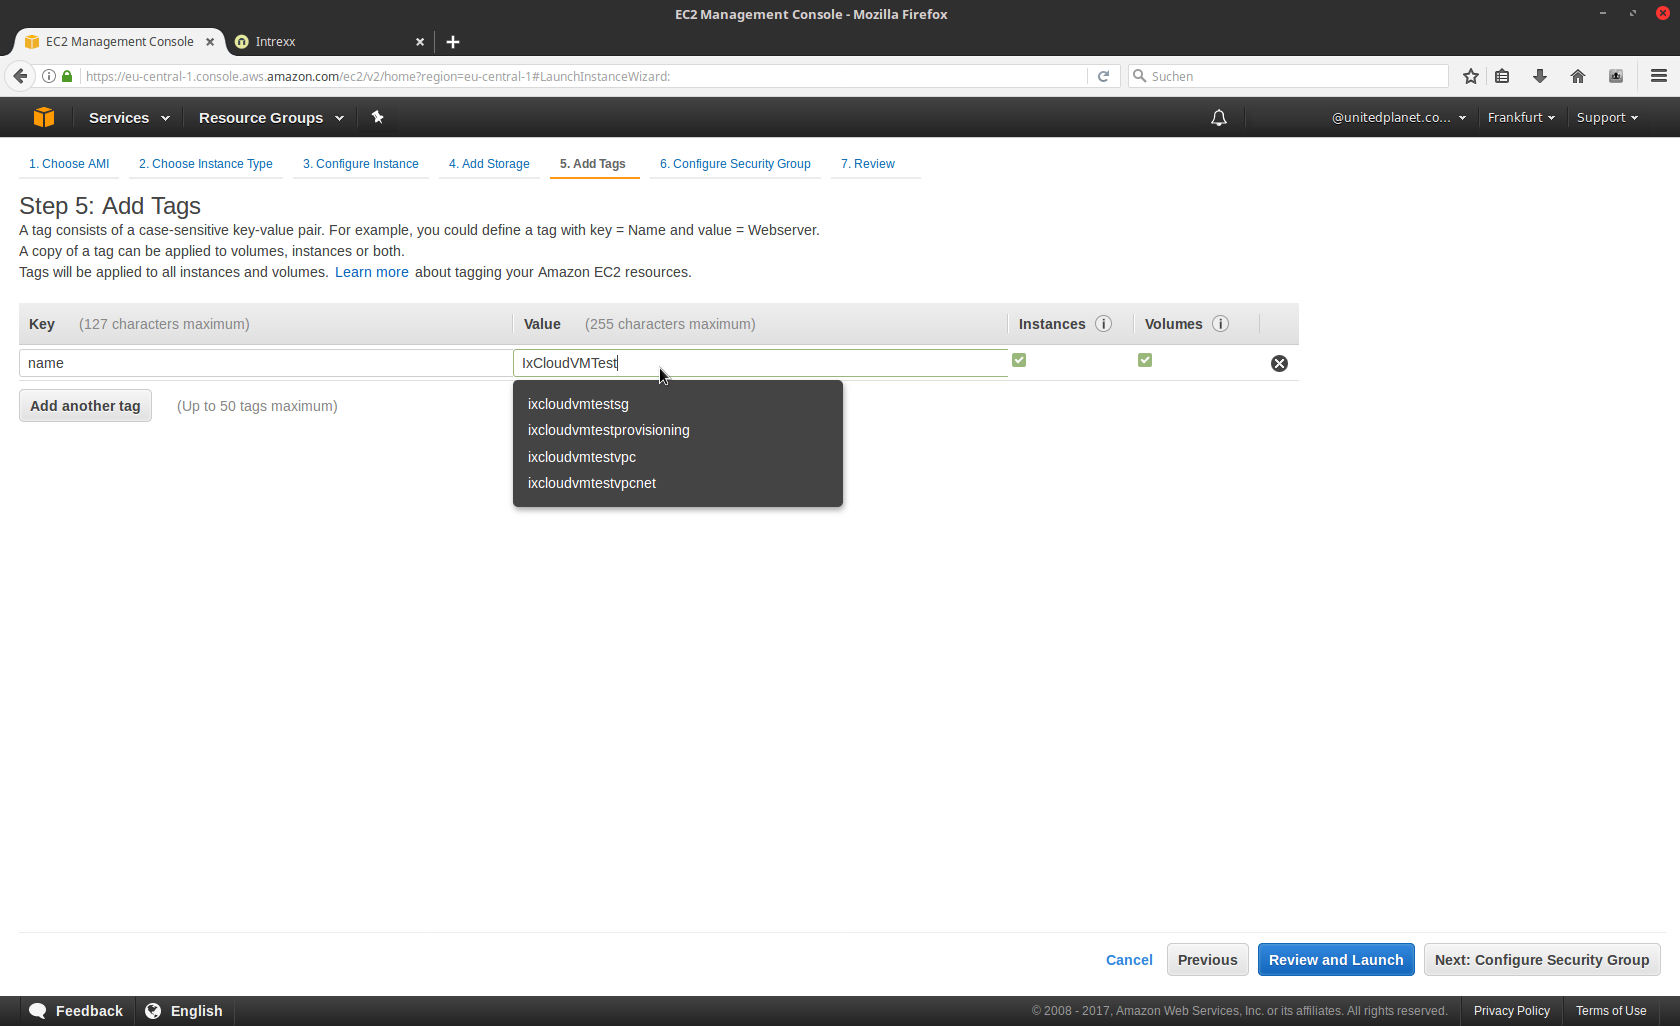 EC2 Management Console - Mozilla Firefox
EC2 Management Console
Intrexx
https://eu-central-1.console.aws.amazon.com/ec2/v2/home?region=eu-central-1#LaunchInstanceWizard:
Suchen
Services
Resource Groups
@unitedplanet.co...
Frankfurt
Support
1. Choose AMI
2. Choose Instance Type
3. Configure Instance
4. Add Storage
5. Add Tags
6. Configure Security Group
7. Review
Step 5: Add Tags
A tag consists of a case-sensitive key-value pair. For example, you could define a tag with key = Name and value = Webserver.
A copy of a tag can be applied to volumes, instances or both.
Tags will be applied to all instances and volumes. Learn more about tagging your Amazon EC2 resources.
Key (127 characters maximum)
Value (255 characters maximum)
Instances
Volumes
name
IxCloudVMTest
ixcloudvmtestsg
ixcloudvmtestprovisioning
ixcloudvmtestvpc
ixcloudvmtestvpcnet
Add another tag
(Up to 50 tags maximum)
Cancel
Previous
Review and Launch
Next: Configure Security Group
Feedback
English
© 2008 - 2017, Amazon Web Services, Inc. or its affiliates. All rights reserved.
Privacy Policy
Terms of Use